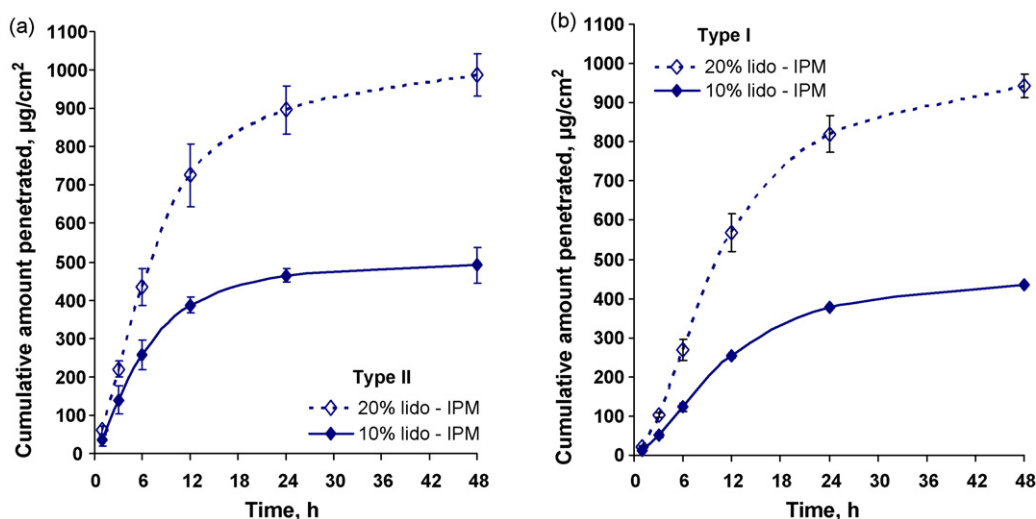 (a)
1100
1000
900
800
700
600
500
400
300
200
100
0
Cumulative amount penetrated, µg/cm²
Type II
20% lido - IPM
10% lido - IPM
0 6 12 18 24 30 36 42 48
Time, h
(b)
1100
1000
900
800
700
600
500
400
300
200
100
0
Cumulative amount penetrated, µg/cm²
Type I
20% lido - IPM
10% lido - IPM
0 6 12 18 24 30 36 42 48
Time, h